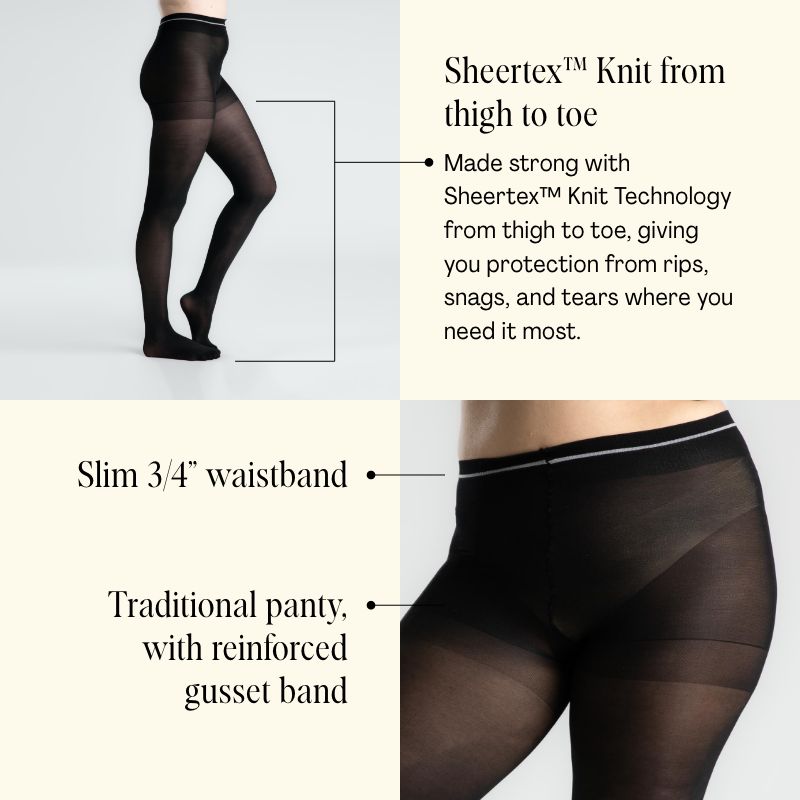 Sheertex™ Knit from
thigh to toe
Made strong with
Sheertex™ Knit Technology
from thigh to toe, giving
you protection from rips,
snags, and tears where you
need it most.
Slim 3/4” waistband
Traditional panty,
with reinforced
gusset band